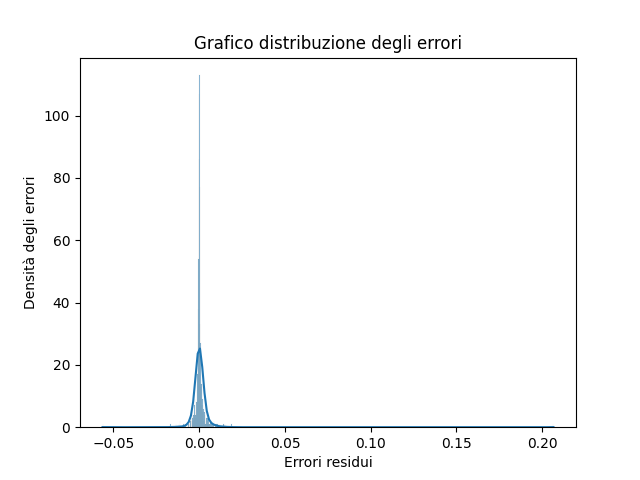 Grafico distribuzione degli errori
Densità degli errori
100
80
60
40
20
0
−0.05 0.00 0.05 0.10 0.15 0.20
Errori residui